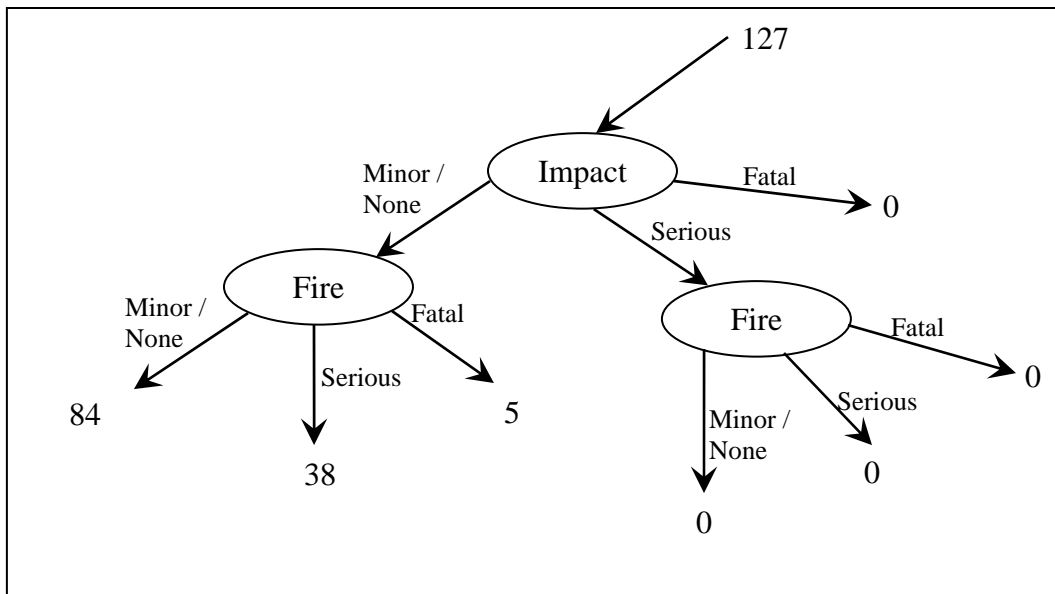 127
Impact
Minor /
None
Fatal
0
Serious
Fire
Minor /
None
Fatal
Serious
84
38
5
Fire
Fatal
0
Serious
Minor /
None
0
0